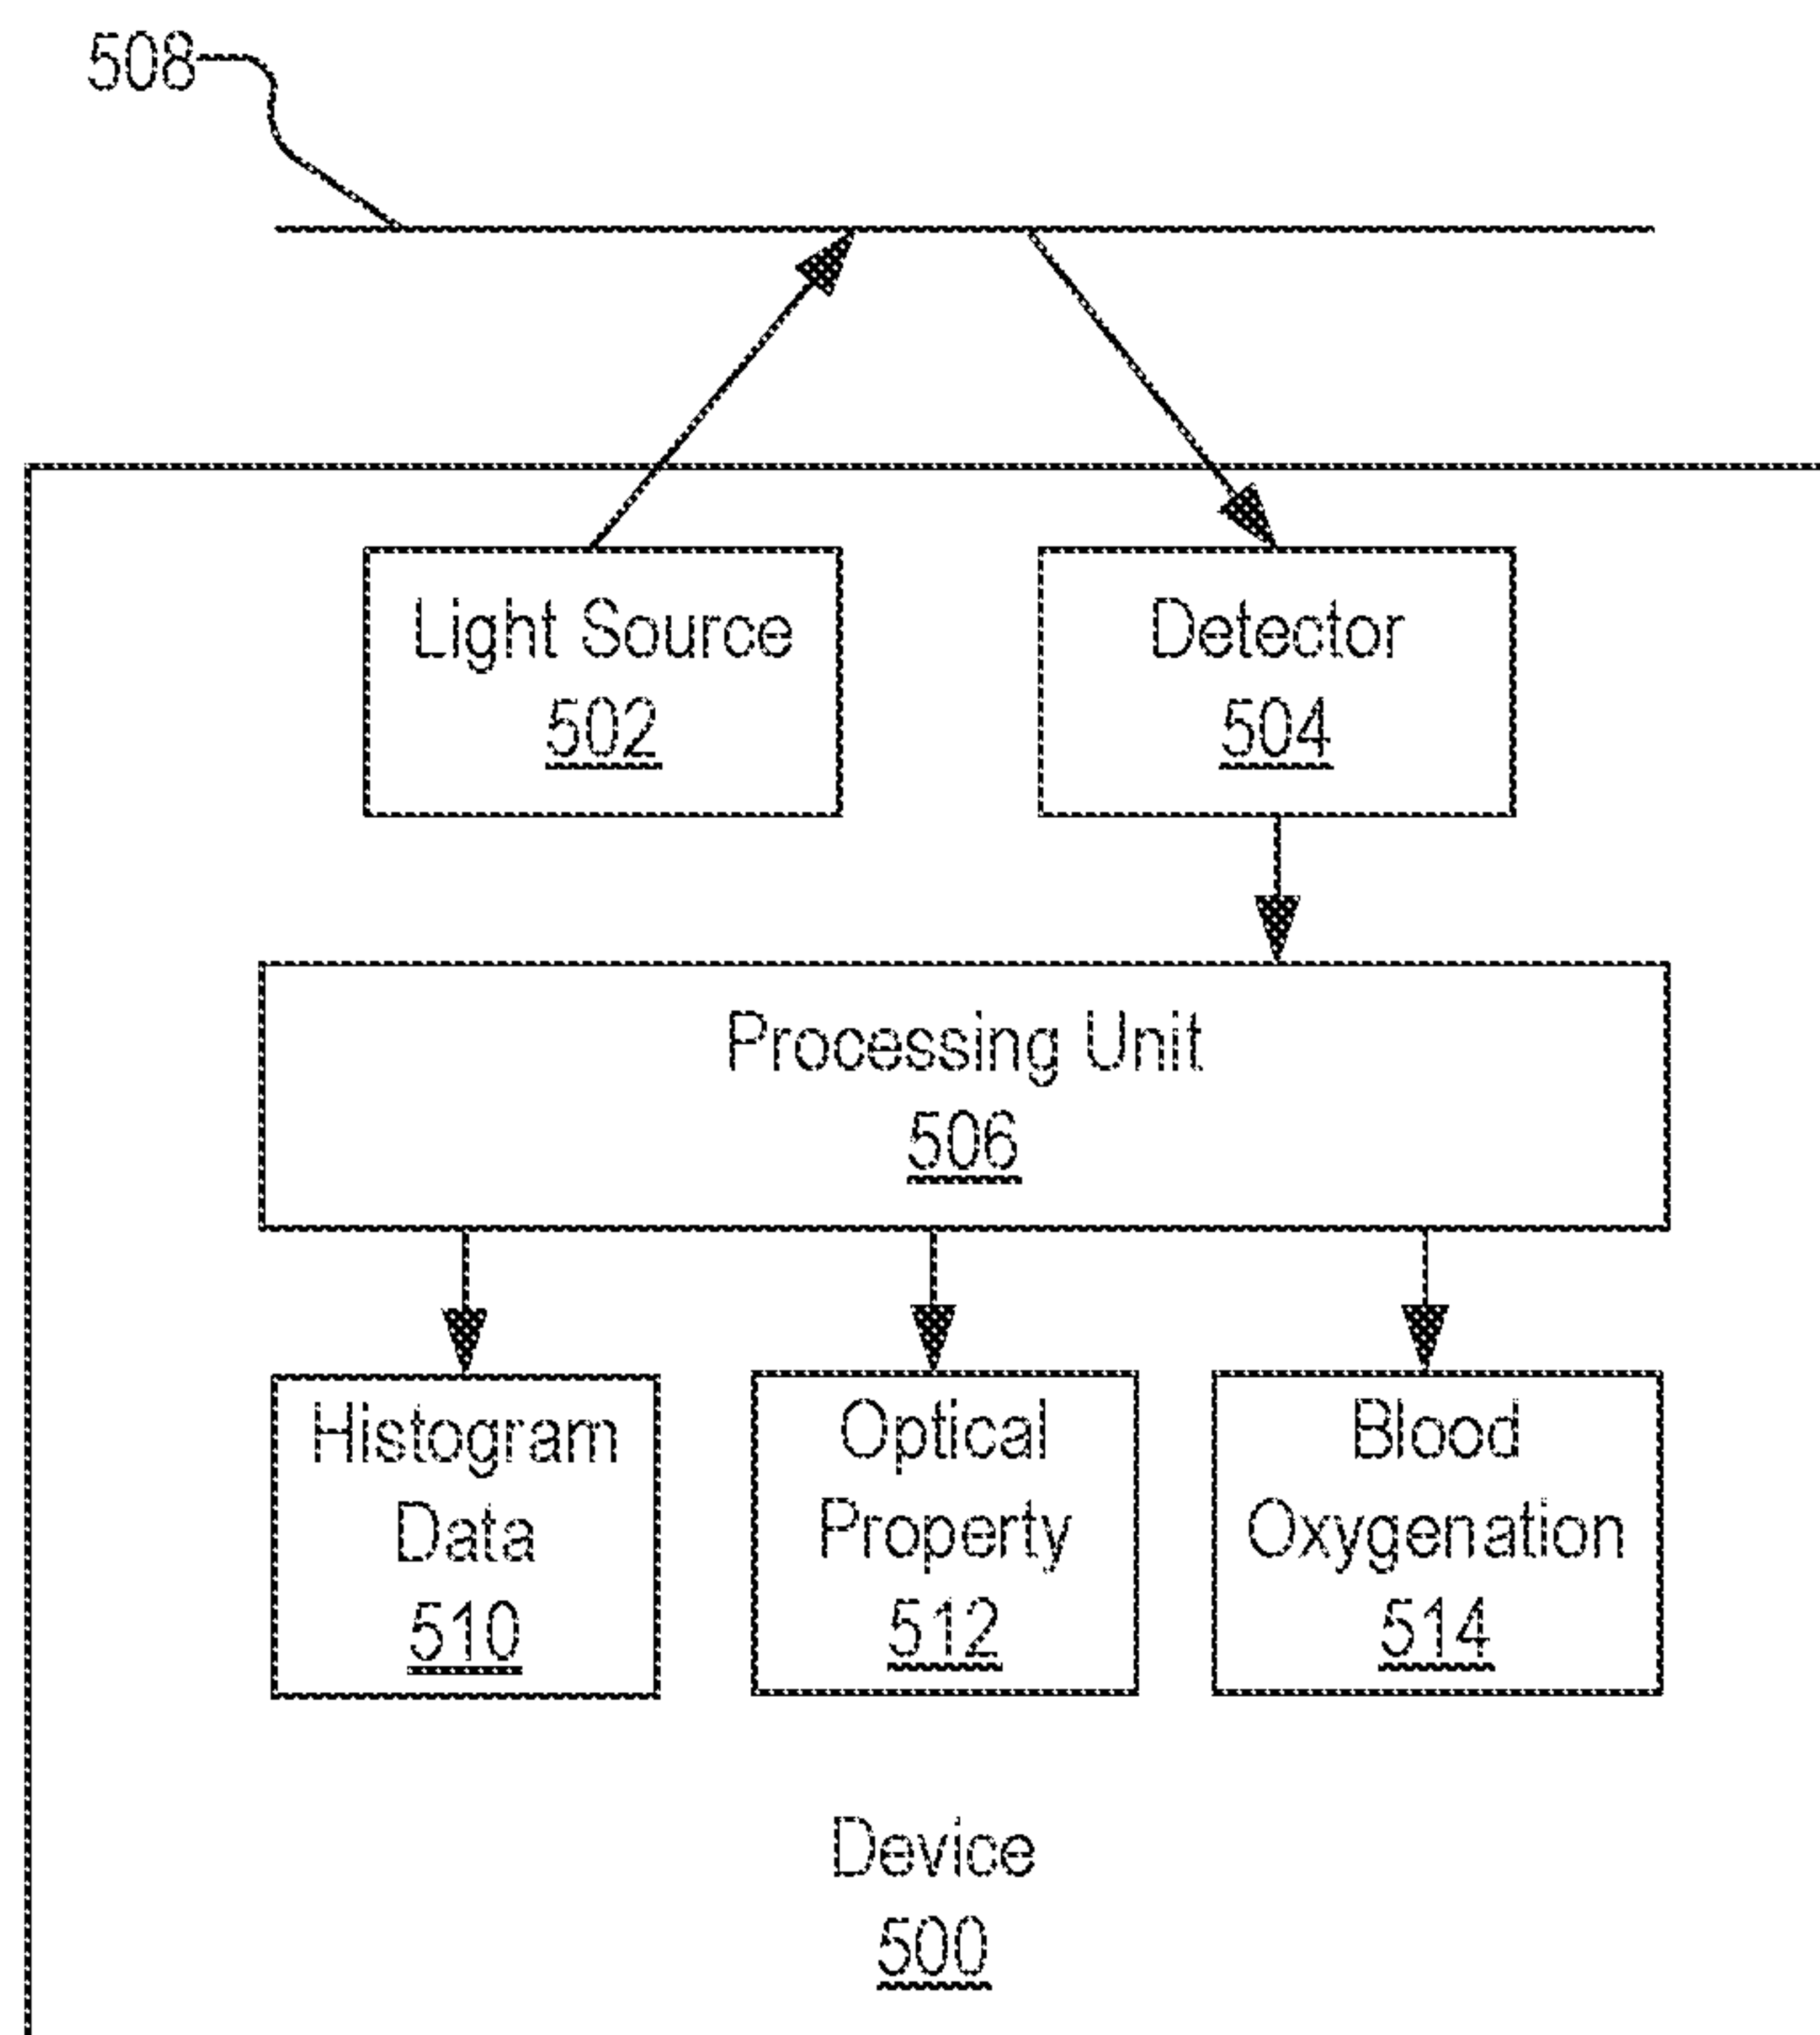 508
Light Source
502
Detector
504
Processing Unit
506
Histogram
Data
510
Optical
Property
512
Blood
Oxygenation
514
Device
500